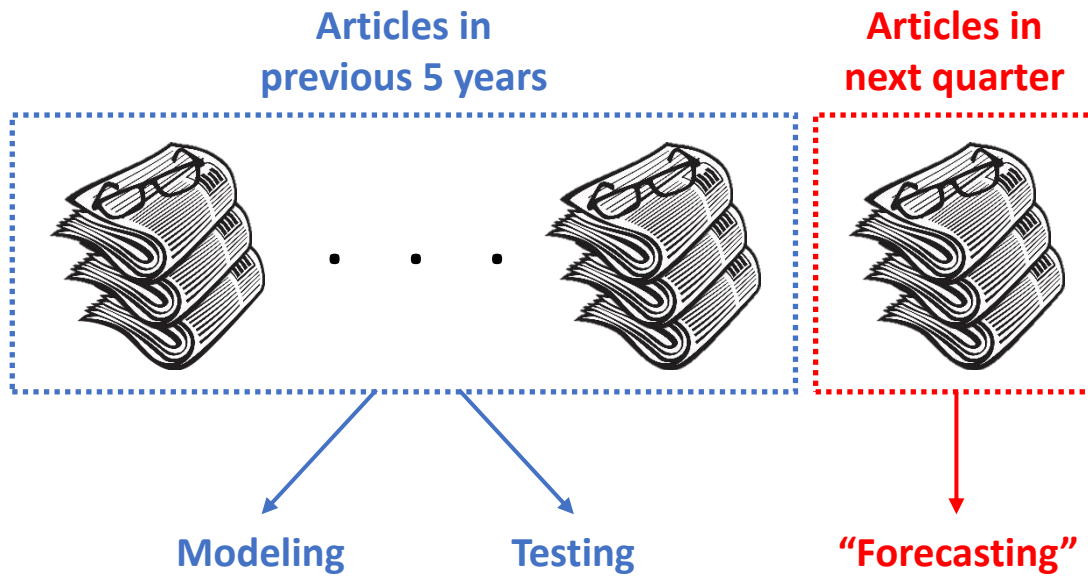 Articles in
previous 5 years
Articles in
next quarter
Modeling
Testing
“Forecasting”